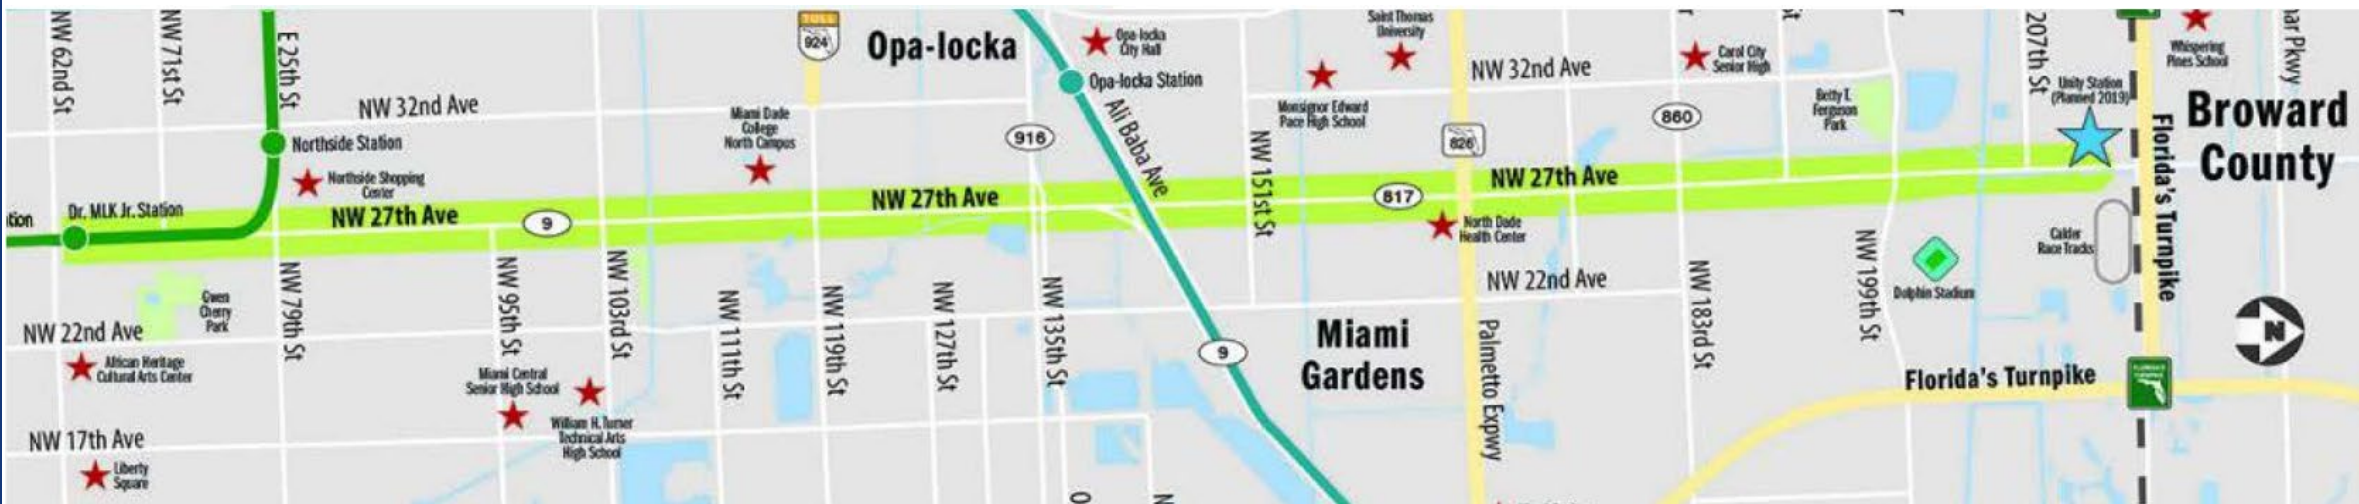 NW 62nd St
NW 71st St
E 25th St
TOLL
924
Opa-locka
Opa-locka
City Hall
Saint Thomas
University
NW 32nd Ave
Carol City
Senior High
207th St
Whispering
Pines School
Pkwy
NW 32nd Ave
Opa-locka Station
Monsignor Edward
Pace High School
860
Betty T.
Ferguson
Park
Unity Station
(Planned 2019)
Broward
County
Northside Station
Miami Dade
College
North Campus
916
Ali Baba Ave
NW 151st St
826
Florida's Turnpike
Northside Shopping
Center
Dr. MLK Jr. Station
NW 27th Ave
9
NW 27th Ave
817
NW 27th Ave
North Dade
Health Center
Calder
Race Tracks
NW 199th St
Dolphin Stadium
Gwen
Cherry
Park
NW 79th St
NW 95th St
NW 103rd St
NW 111th St
NW 119th St
NW 127th St
NW 135th St
NW 22nd Ave
NW 183rd St
N
NW 22nd Ave
African Heritage
Cultural Arts Center
Miami Central
Senior High School
William H. Turner
Technical Arts
High School
9
Miami
Gardens
Palmetto Expwy
Florida's Turnpike
NW 17th Ave
Liberty
Square